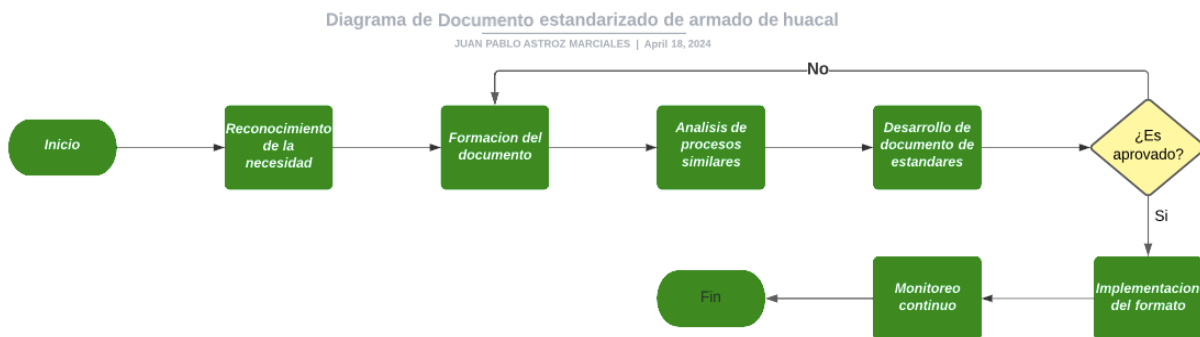 Diagrama de Documento estandarizado de armado de huacal
JUAN PABLO ASTROZ MARCIALES | April 18, 2024
No
Inicio
Reconocimiento
de la
necesidad
Formacion del
documento
Analisis de
procesos
similares
Desarrollo de
documento de
estandares
¿Es
aprovado?
Si
Fin
Monitoreo
continuo
Implementacion
del formato